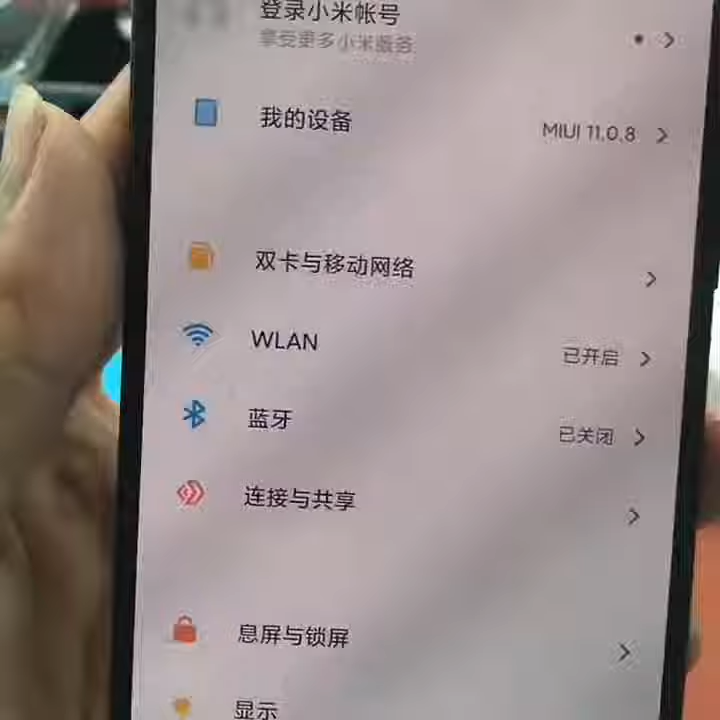 登录小米帐号
享受更多小米服务
我的设备
MIUI 11.0.8
双卡与移动网络
WLAN
已开启
蓝牙
已关闭
连接与共享
息屏与锁屏
显示